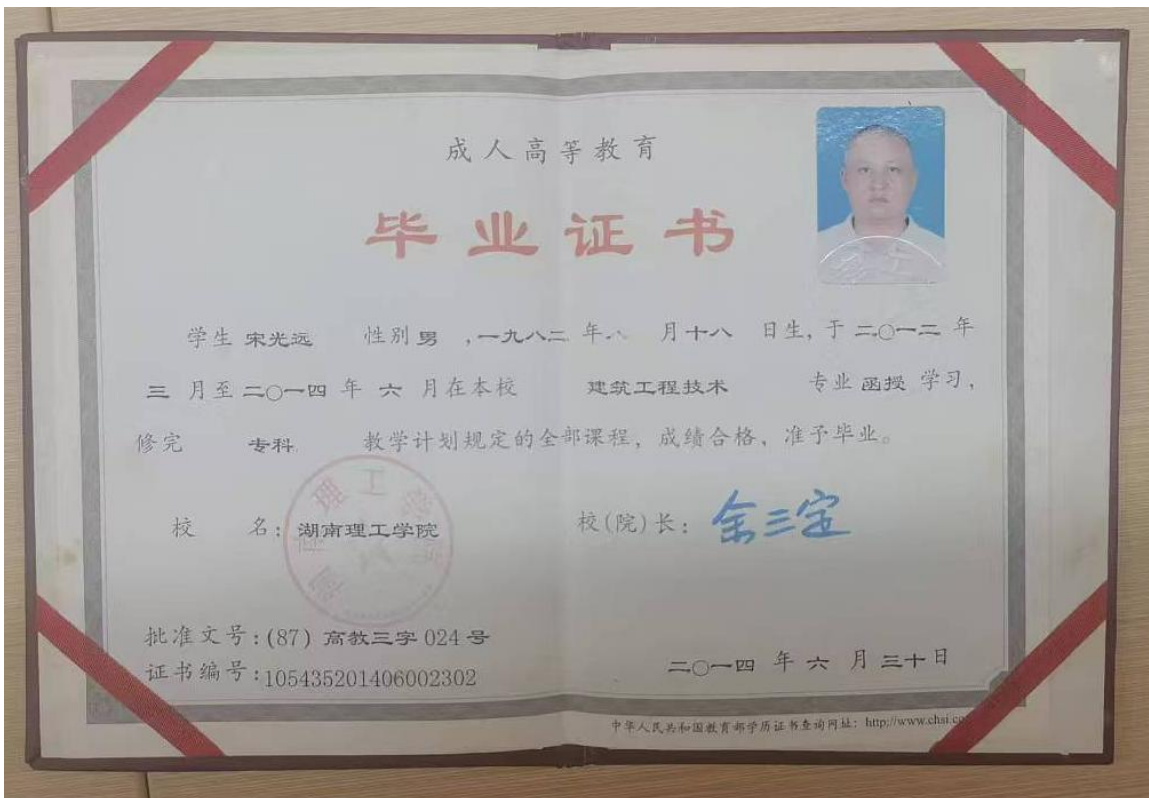 成人高等教育
毕业证书
学生 宋光远 性别 男 ,一九八二 年八 月十八 日生, 于 二〇一二 年
三 月至 二〇一四 年 六 月在本校 建筑工程技术 专业 函授 学习,
修完 专科 教学计划规定的全部课程, 成绩合格, 准予毕业。
校 名: 湖南理工学院 校(院)长: 余三定
批准文号:(87) 高教三字 024 号
证书编号:105435201406002302
二〇一四 年 六 月 三十日
中华人民共和国教育部学历证书查询网址: http://www.chsi.co